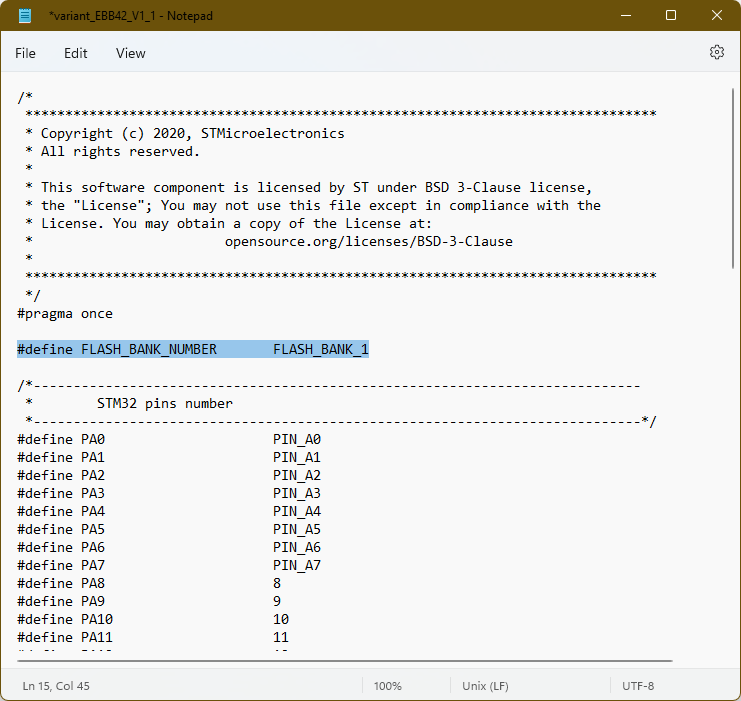 *variant_EBB42_V1_1 - Notepad
File Edit View
/*
 *******************************************************************************
 * Copyright (c) 2020, STMicroelectronics
 * All rights reserved.
 *
 * This software component is licensed by ST under BSD 3-Clause license,
 * the "License"; You may not use this file except in compliance with the
 * License. You may obtain a copy of the License at:
 *                        opensource.org/licenses/BSD-3-Clause
 *
 *******************************************************************************
 */
#pragma once

#define FLASH_BANK_NUMBER       FLASH_BANK_1

/*----------------------------------------------------------------------------
 *        STM32 pins number
 *----------------------------------------------------------------------------*/
#define PA0                     PIN_A0
#define PA1                     PIN_A1
#define PA2                     PIN_A2
#define PA3                     PIN_A3
#define PA4                     PIN_A4
#define PA5                     PIN_A5
#define PA6                     PIN_A6
#define PA7                     PIN_A7
#define PA8                     8
#define PA9                     9
#define PA10                    10
#define PA11                    11
Ln 15, Col 45 100% Unix (LF) UTF-8